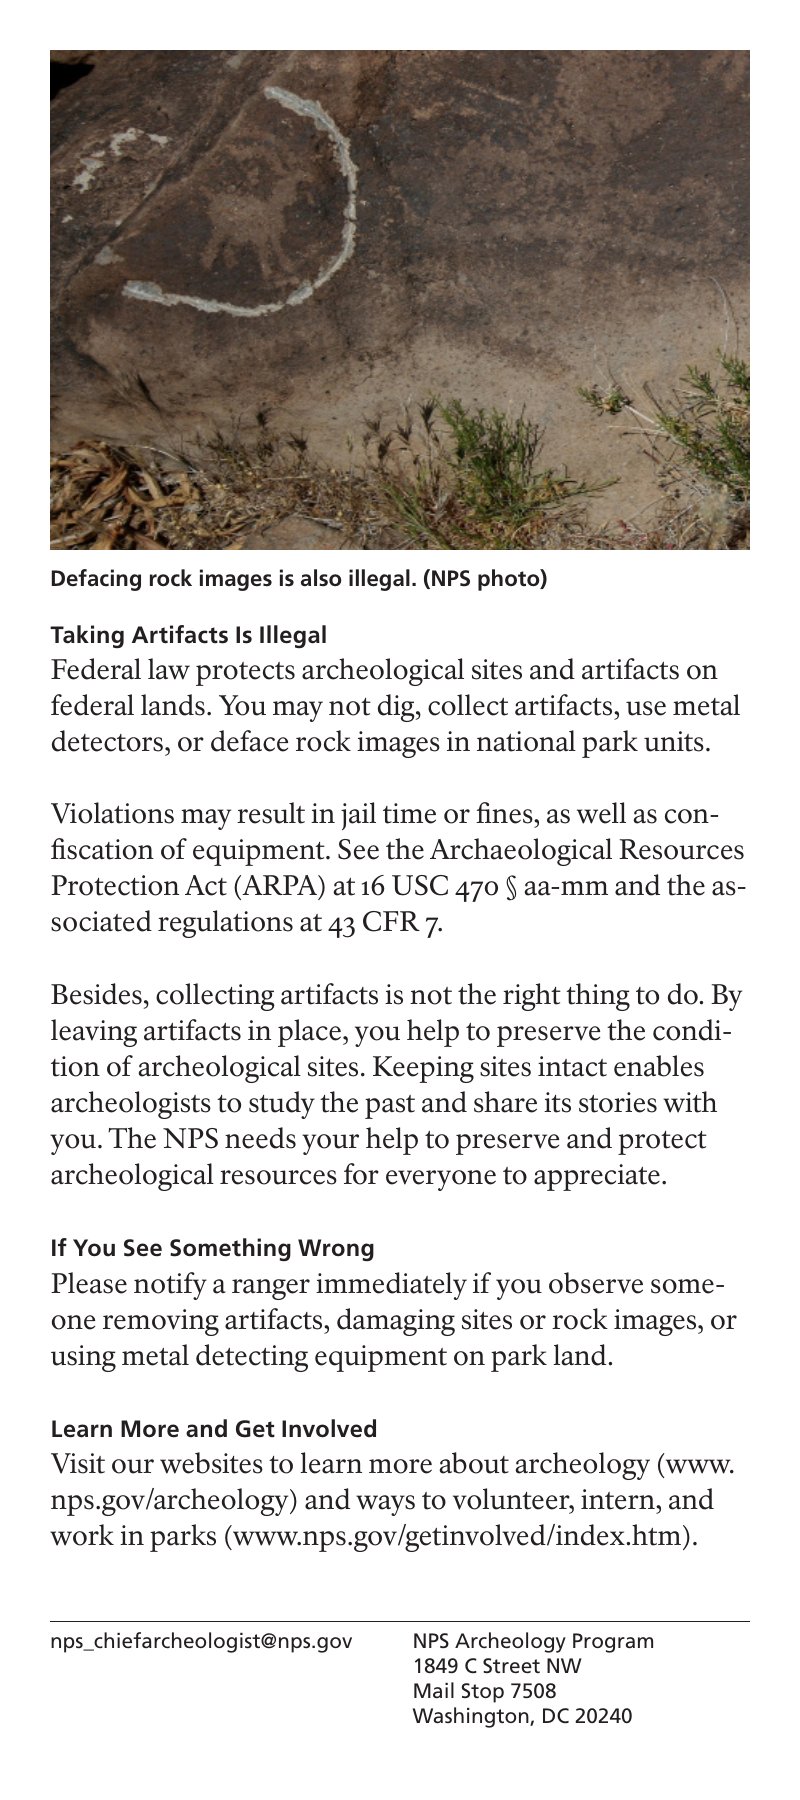 Defacing rock images is also illegal. (NPS photo)
Taking Artifacts Is Illegal
Federal law protects archeological sites and artifacts on
federal lands. You may not dig, collect artifacts, use metal
detectors, or deface rock images in national park units.
Violations may result in jail time or fines, as well as con-
fiscation of equipment. See the Archaeological Resources
Protection Act (ARPA) at 16 USC 470 § aa-mm and the as-
sociated regulations at 43 CFR 7.
Besides, collecting artifacts is not the right thing to do. By
leaving artifacts in place, you help to preserve the condi-
tion of archeological sites. Keeping sites intact enables
archeologists to study the past and share its stories with
you. The NPS needs your help to preserve and protect
archeological resources for everyone to appreciate.
If You See Something Wrong
Please notify a ranger immediately if you observe some-
one removing artifacts, damaging sites or rock images, or
using metal detecting equipment on park land.
Learn More and Get Involved
Visit our websites to learn more about archeology (www.
nps.gov/archeology) and ways to volunteer, intern, and
work in parks (www.nps.gov/getinvolved/index.htm).
nps_chiefarcheologist@nps.gov
NPS Archeology Program
1849 C Street NW
Mail Stop 7508
Washington, DC 20240